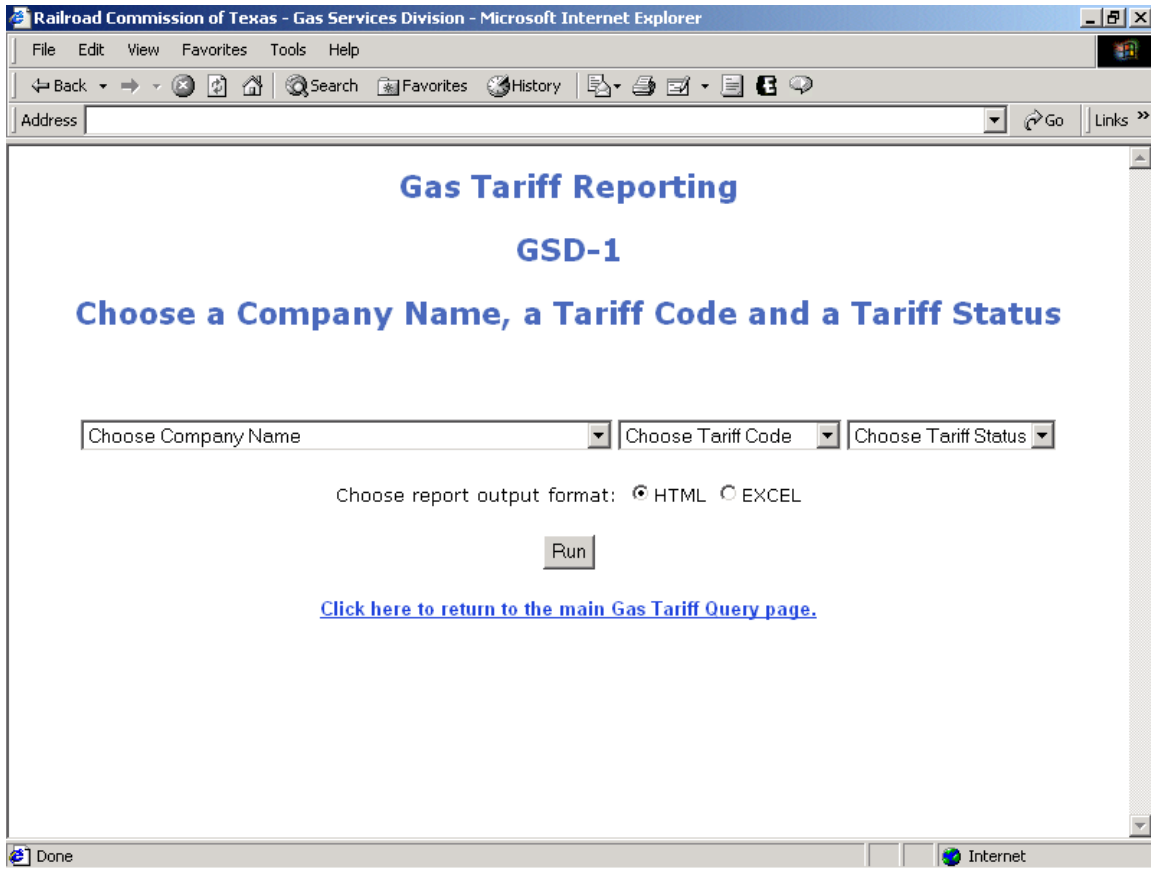 Railroad Commission of Texas - Gas Services Division - Microsoft Internet Explorer
File Edit View Favorites Tools Help
Back Search Favorites History
Address Go Links »
Gas Tariff Reporting
GSD-1
Choose a Company Name, a Tariff Code and a Tariff Status
Choose Company Name Choose Tariff Code Choose Tariff Status
Choose report output format: HTML EXCEL
Run
Click here to return to the main Gas Tariff Query page.
Done Internet